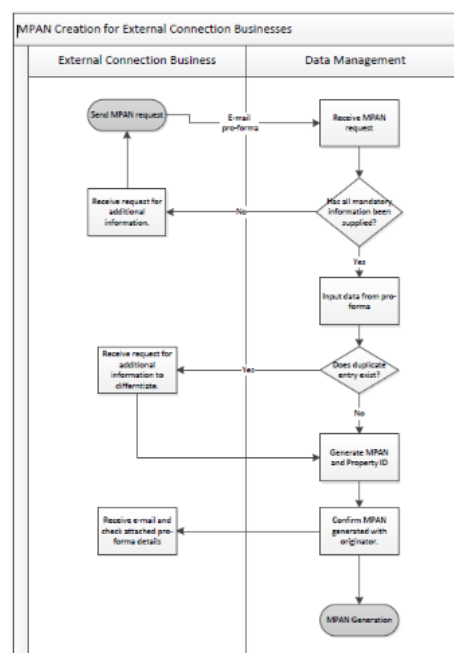 MPAN Creation for External Connection Businesses
External Connection Business
Data Management
Send MPAN request
E-mail
pro-forma
Receive MPAN
request
Receive request for
additional
information.
No
Has all mandatory
information been
supplied?
Yes
Input data from pro-
forma
Receive request for
additional
information to
differntiate.
Yes
Does duplicate
entry exist?
No
Generate MPAN
and Property ID
Receive e-mail and
check attached pro-
forma details
Confirm MPAN
generated with
originator.
MPAN Generation